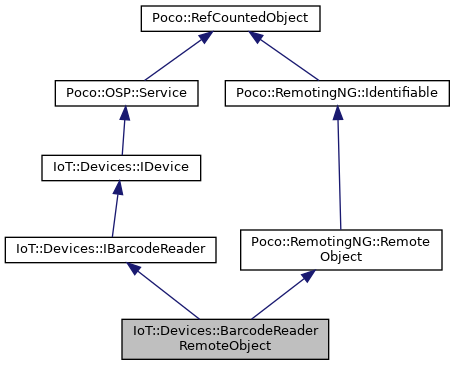 Poco::RefCountedObject
Poco::OSP::Service
Poco::RemotingNG::Identifiable
IoT::Devices::IDevice
IoT::Devices::IBarcodeReader
Poco::RemotingNG::Remote
Object
IoT::Devices::BarcodeReader
RemoteObject